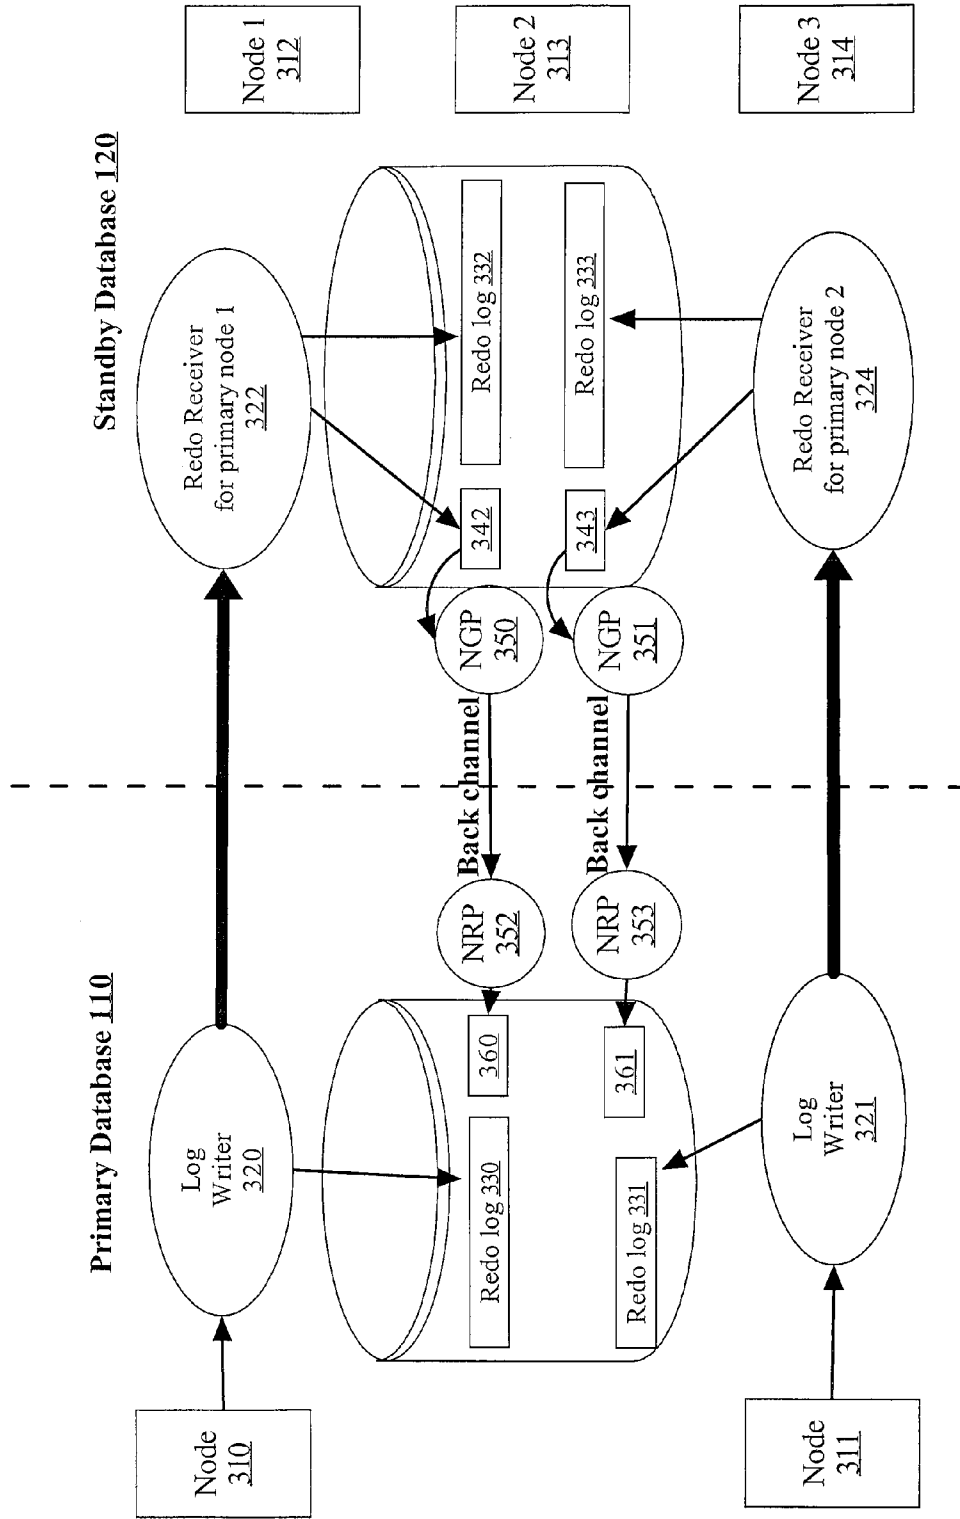 Primary Database 110
Standby Database 120
Node
310
Log
Writer
320
Redo Receiver
for primary node 1
322
Node 1
312
Redo log 330
360
NRP
352
Back channel
NGP
350
342
Redo log 332
Node 2
313
Redo log 331
361
NRP
353
Back channel
NGP
351
343
Redo log 333
Node
311
Log
Writer
321
Redo Receiver
for primary node 2
324
Node 3
314